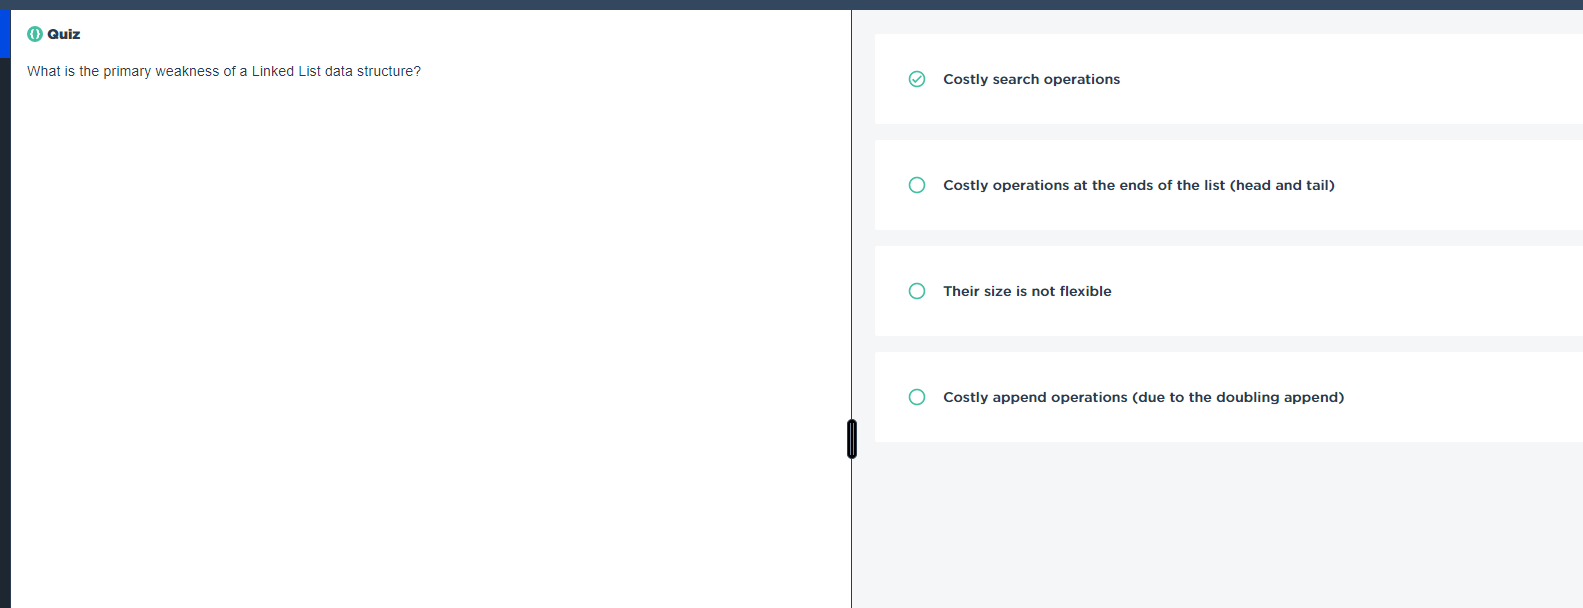 Quiz
What is the primary weakness of a Linked List data structure?
Costly search operations
Costly operations at the ends of the list (head and tail)
Their size is not flexible
Costly append operations (due to the doubling append)